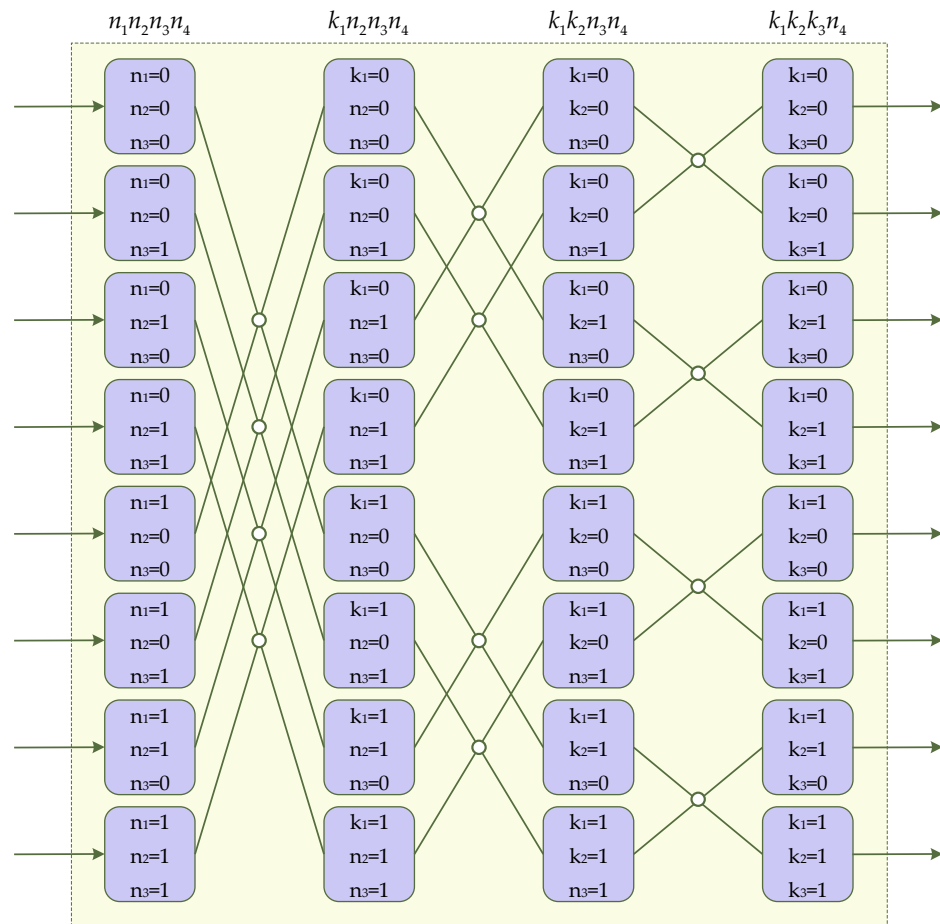 n₁n₂n₃n₄ k₁n₂n₃n₄ k₁k₂n₃n₄ k₁k₂k₃n₄
n₁=0 k₁=0 k₁=0 k₁=0
n₂=0 n₂=0 k₂=0 k₂=0
n₃=0 n₃=0 n₃=0 k₃=0
n₁=0 k₁=0 k₁=0 k₁=0
n₂=0 n₂=0 k₂=0 k₂=0
n₃=1 n₃=1 n₃=1 k₃=1
n₁=0 k₁=0 k₁=0 k₁=0
n₂=1 n₂=1 k₂=1 k₂=1
n₃=0 n₃=0 n₃=0 k₃=0
n₁=0 k₁=0 k₁=0 k₁=0
n₂=1 n₂=1 k₂=1 k₂=1
n₃=1 n₃=1 n₃=1 k₃=1
n₁=1 k₁=1 k₁=1 k₁=1
n₂=0 n₂=0 k₂=0 k₂=0
n₃=0 n₃=0 n₃=0 k₃=0
n₁=1 k₁=1 k₁=1 k₁=1
n₂=0 n₂=0 k₂=0 k₂=0
n₃=1 n₃=1 n₃=1 k₃=1
n₁=1 k₁=1 k₁=1 k₁=1
n₂=1 n₂=1 k₂=1 k₂=1
n₃=0 n₃=0 n₃=0 k₃=0
n₁=1 k₁=1 k₁=1 k₁=1
n₂=1 n₂=1 k₂=1 k₂=1
n₃=1 n₃=1 n₃=1 k₃=1